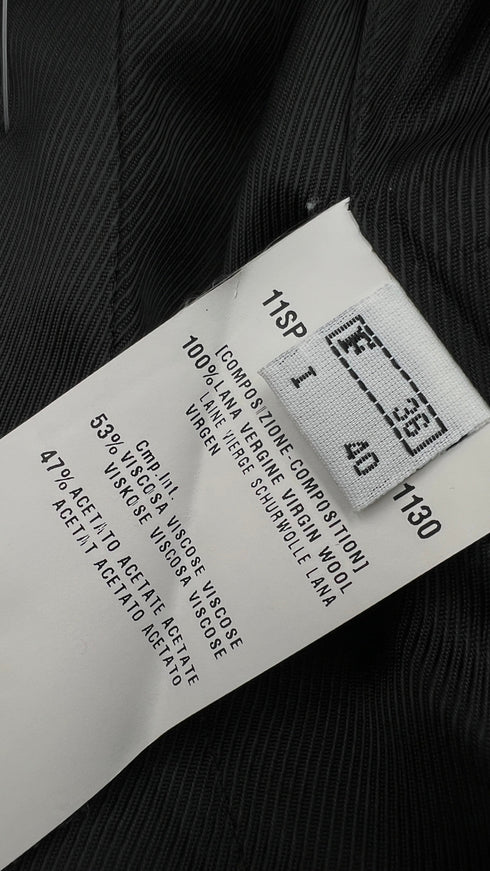 11SP 1130
F 36
I 40
[COMPOSIZIONE-COMPOSITION]
100% LANA VERGINE VIRGIN WOOL
LAINE VIERGE SCHURWOLLE LANA
VIRGEN
Cmp.Int.
53% VISCOSA VISCOSE VISCOSE
VISKOSE VISCOSA VISCOSE
47% ACETATO ACETATE ACETATE
ACETAT ACETATO ACETATO